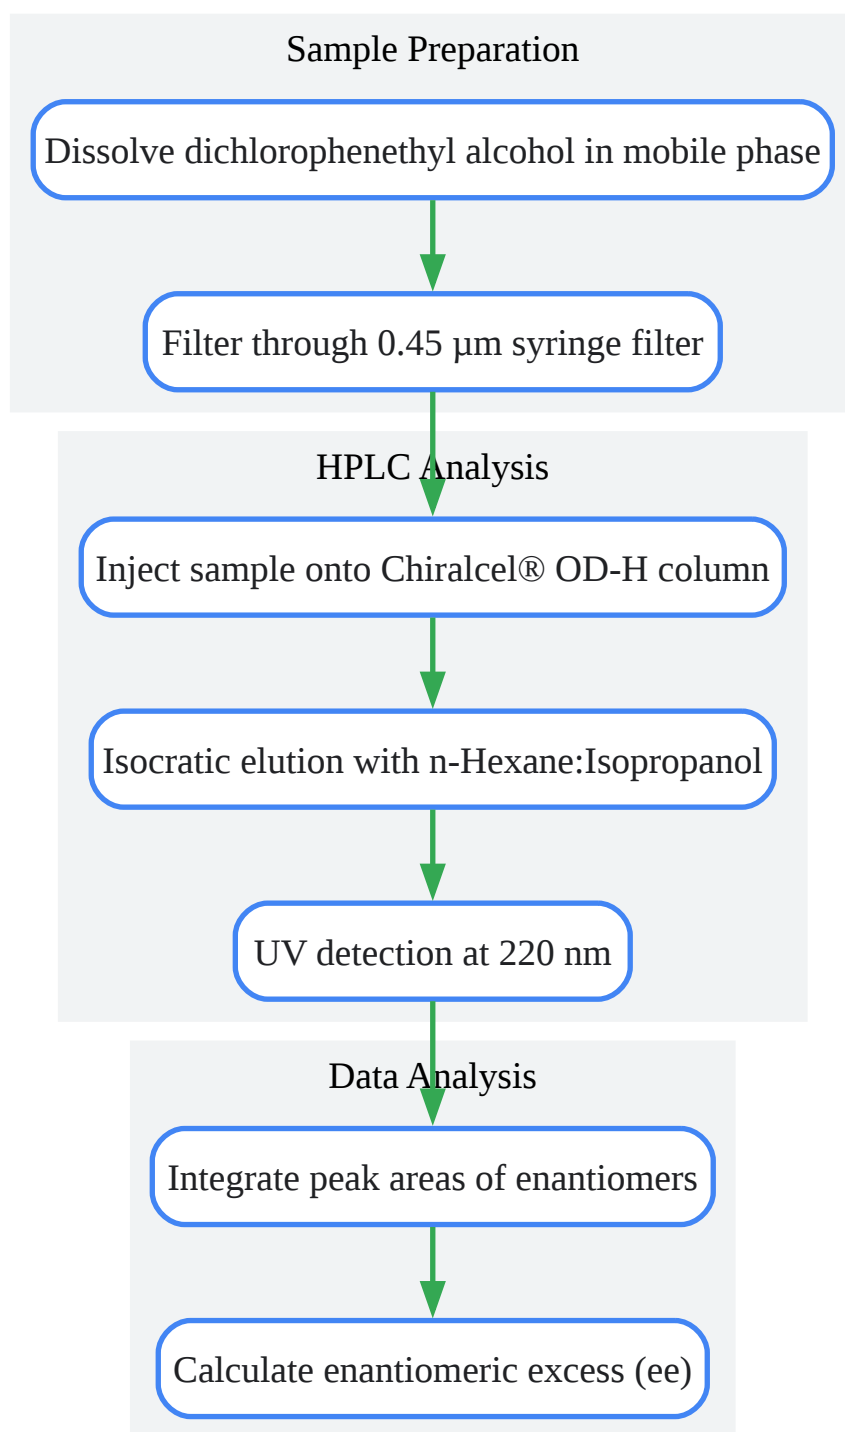 Sample Preparation
Dissolve dichlorophenethyl alcohol in mobile phase
Filter through 0.45 µm syringe filter
HPLC Analysis
Inject sample onto Chiralcel® OD-H column
Isocratic elution with n-Hexane:Isopropanol
UV detection at 220 nm
Data Analysis
Integrate peak areas of enantiomers
Calculate enantiomeric excess (ee)